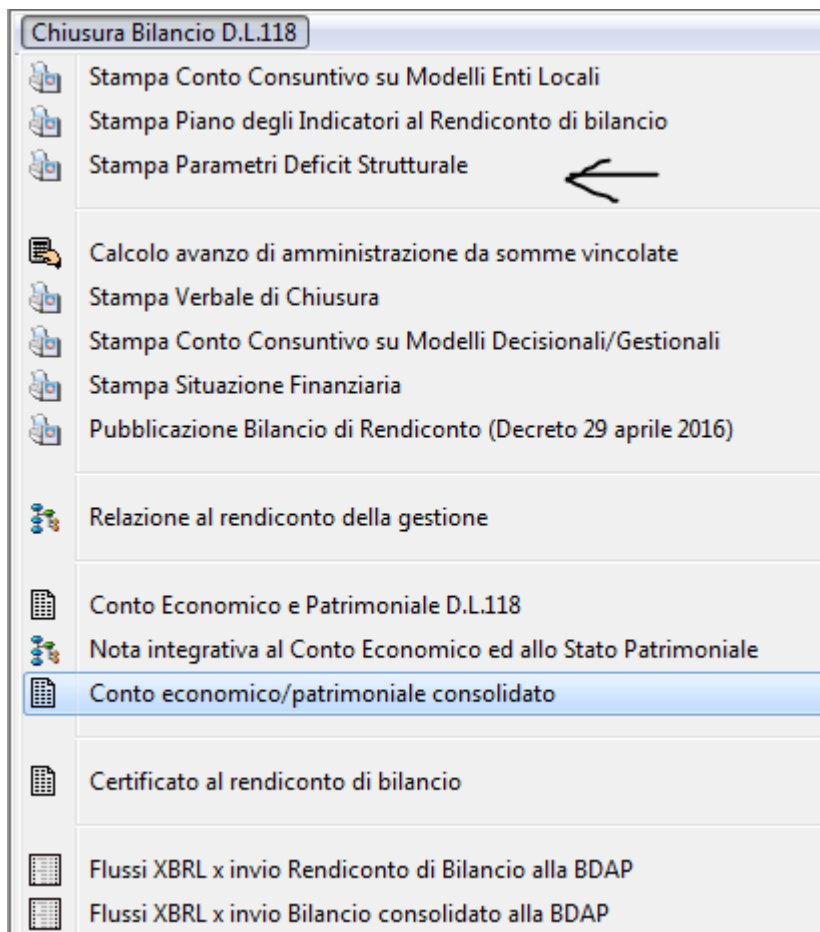 Chiusura Bilancio D.L.118
Stampa Conto Consuntivo su Modelli Enti Locali
Stampa Piano degli Indicatori al Rendiconto di bilancio
Stampa Parametri Deficit Strutturale
Calcolo avanzo di amministrazione da somme vincolate
Stampa Verbale di Chiusura
Stampa Conto Consuntivo su Modelli Decisionali/Gestionali
Stampa Situazione Finanziaria
Pubblicazione Bilancio di Rendiconto (Decreto 29 aprile 2016)
Relazione al rendiconto della gestione
Conto Economico e Patrimoniale D.L.118
Nota integrativa al Conto Economico ed allo Stato Patrimoniale
Conto economico/patrimoniale consolidato
Certificato al rendiconto di bilancio
Flussi XBRL x invio Rendiconto di Bilancio alla BDAP
Flussi XBRL x invio Bilancio consolidato alla BDAP